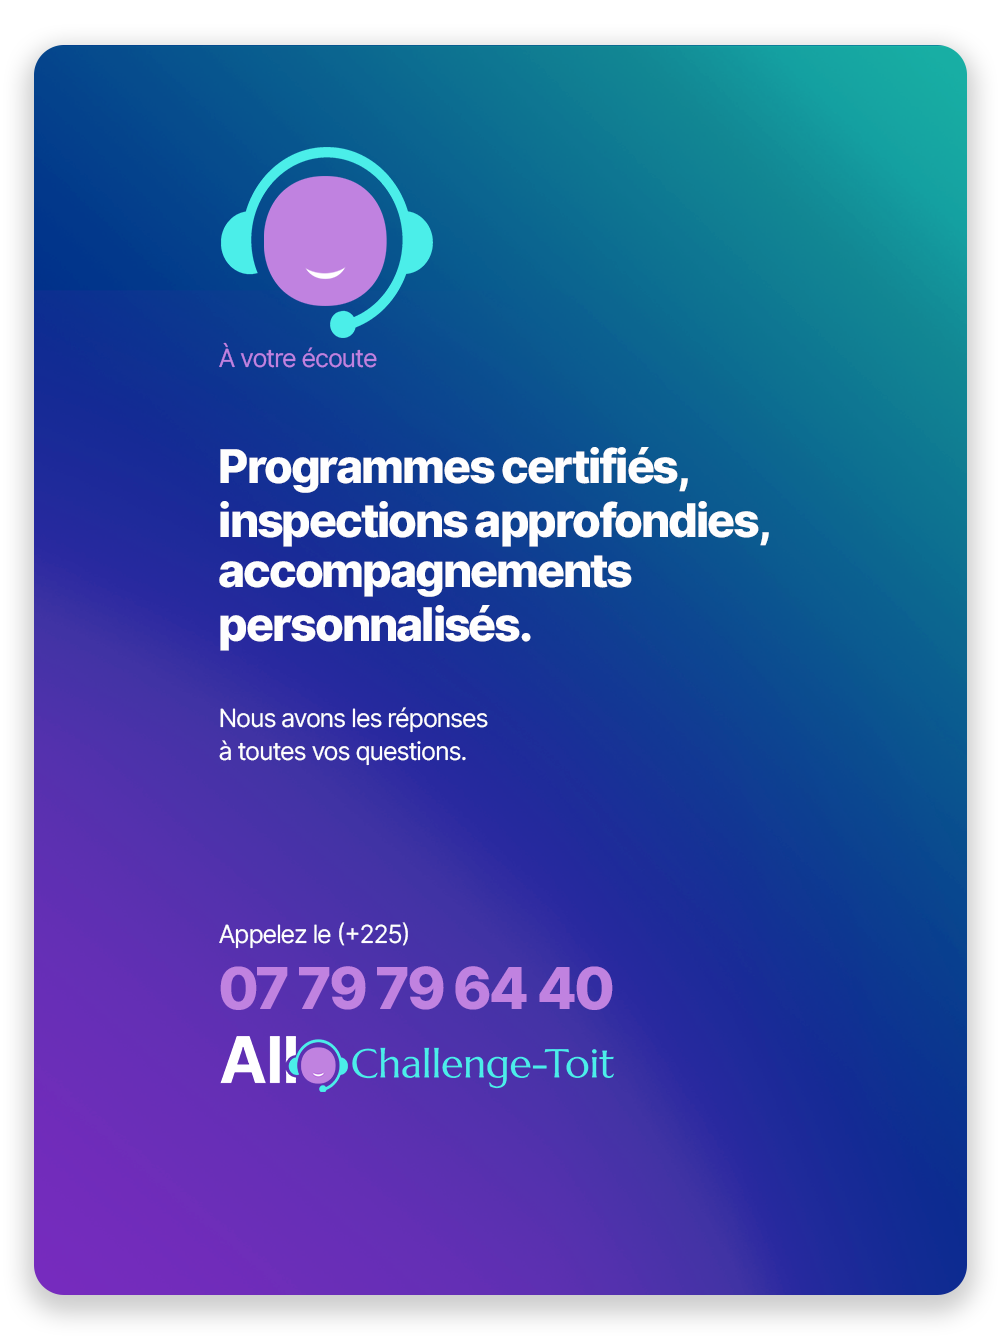 À votre écoute
Programmes certifiés,
inspections approfondies,
accompagnements
personnalisés.
Nous avons les réponses
à toutes vos questions.
Appelez le (+225)
07 79 79 64 40
Allo Challenge-Toit